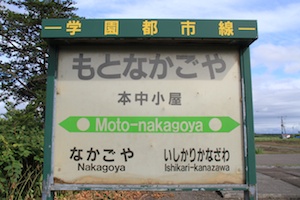 学園都市線
もとなかごや
本中小屋
Moto-nakagoya
なかごや いしかりかなざわ
Nakagoya Ishikari-kanazawa